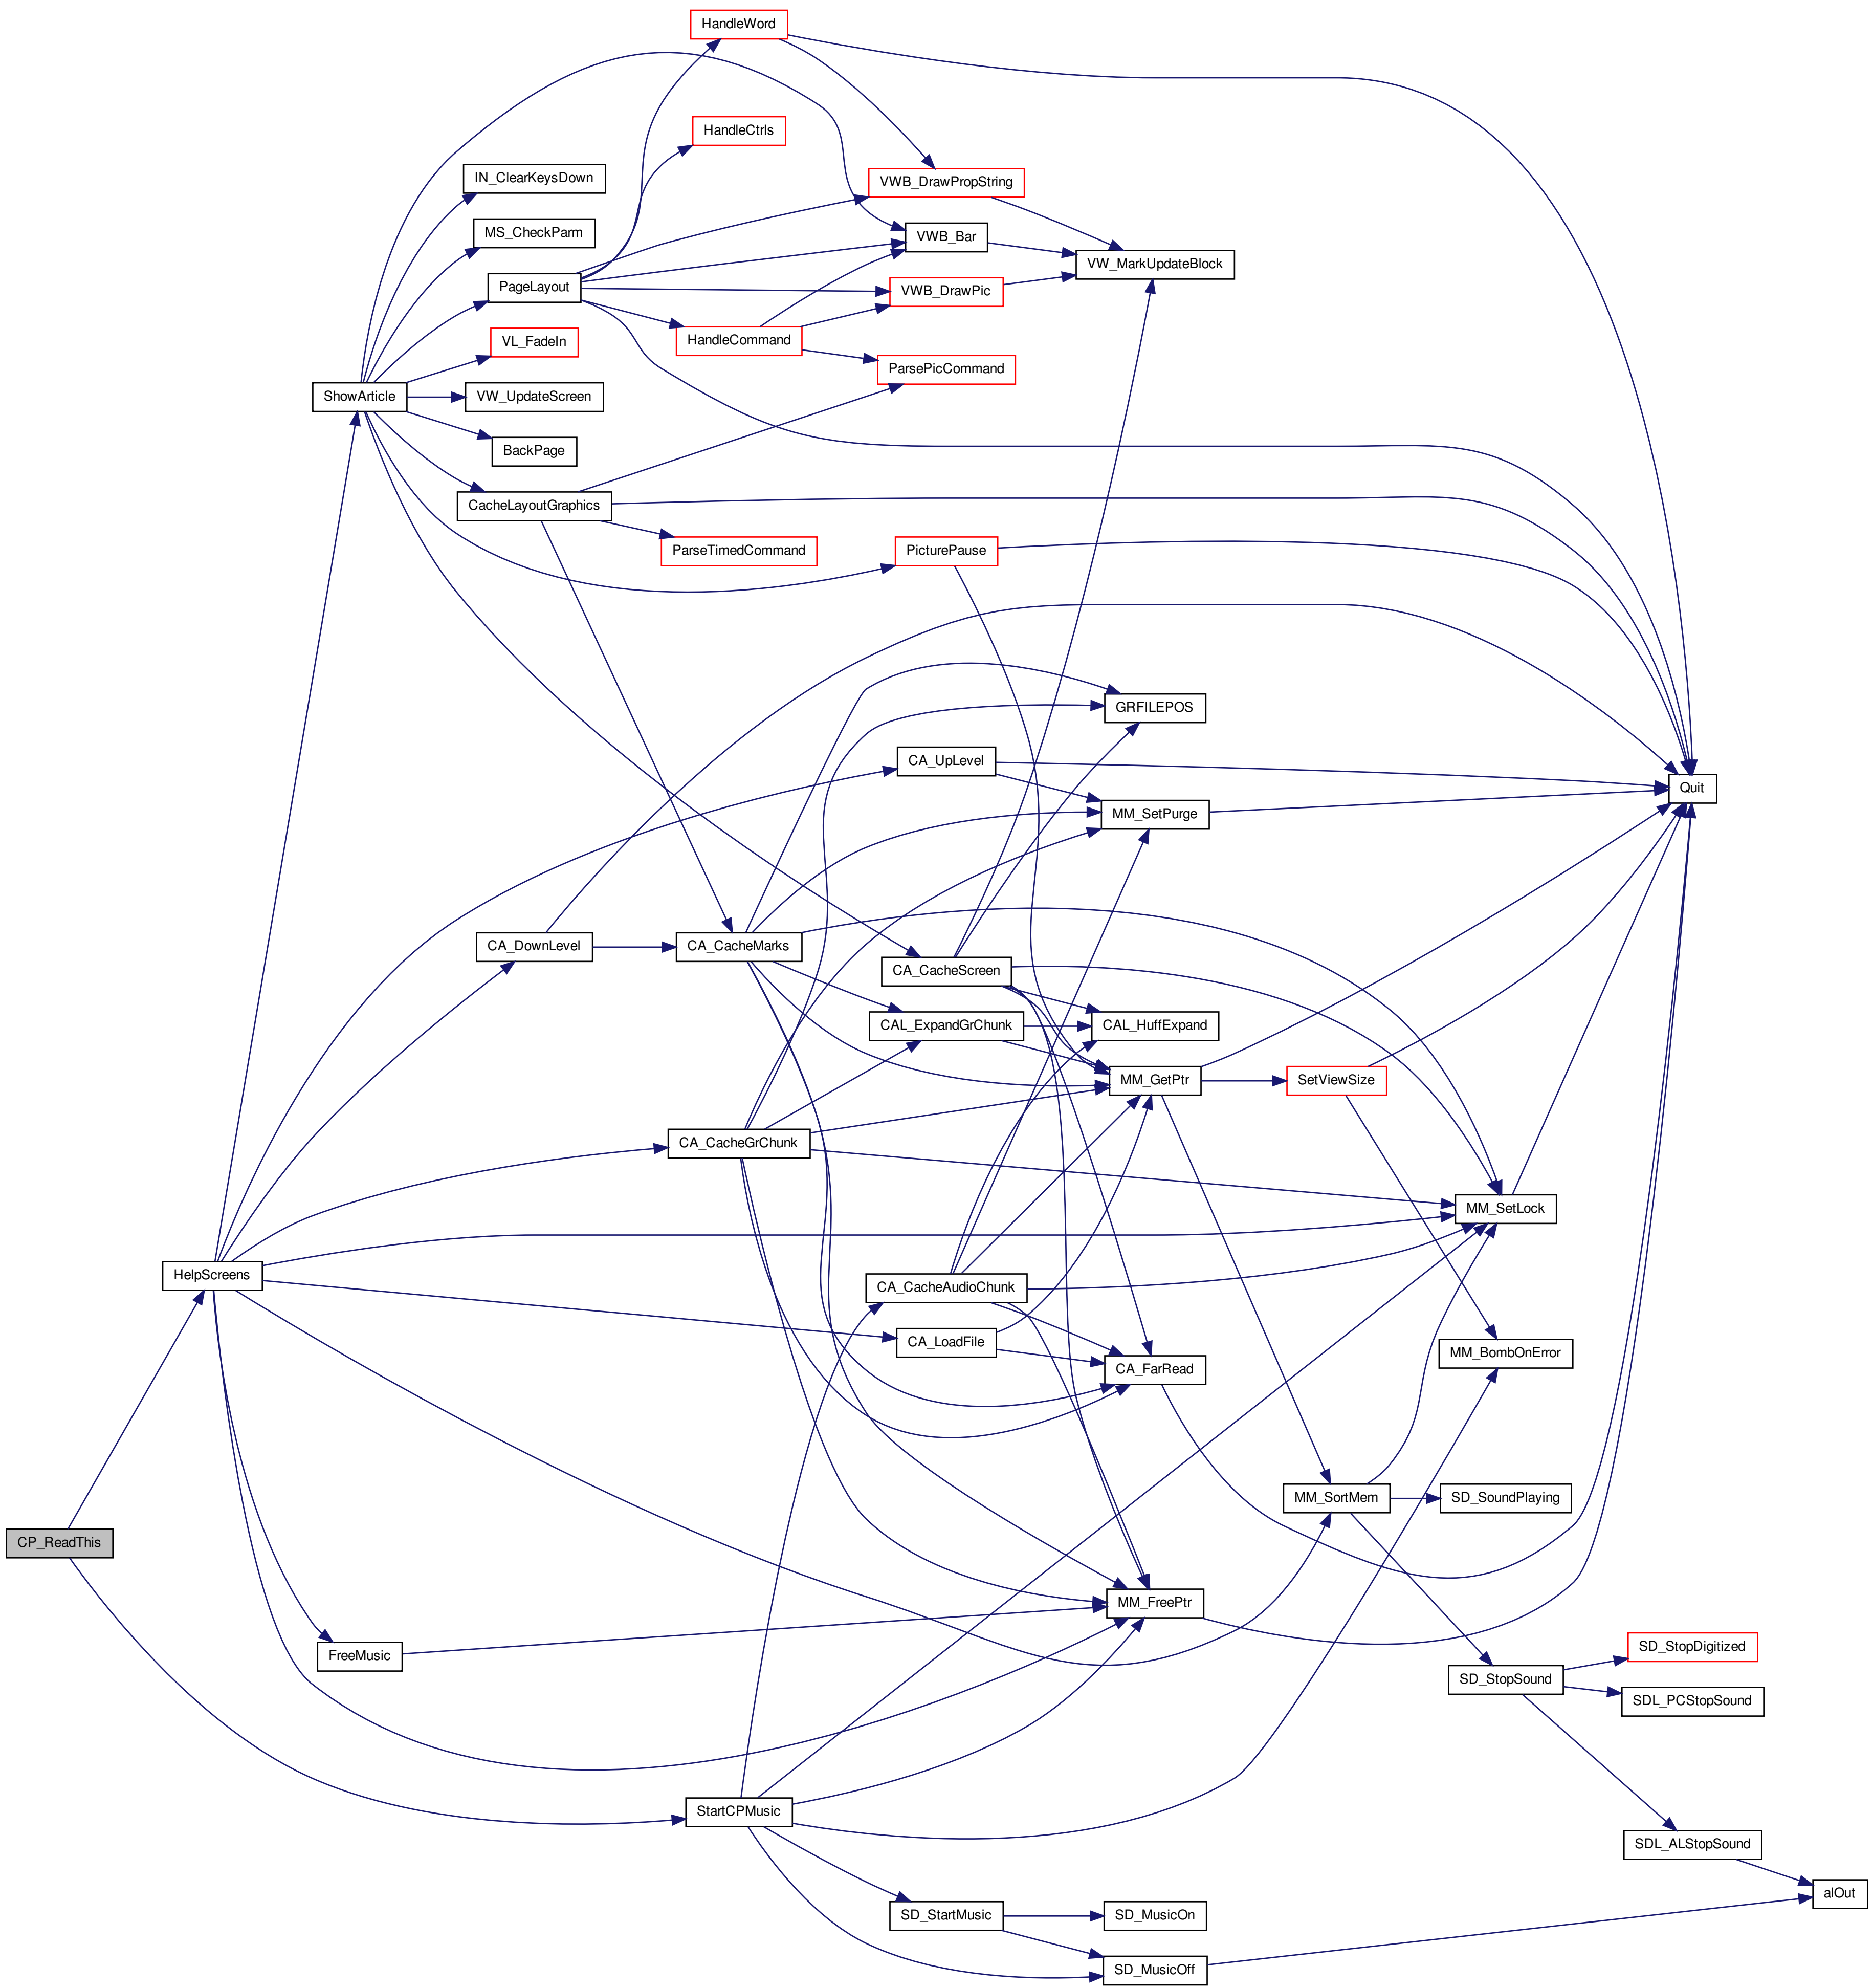 HandleWord
HandleCtrls
IN_ClearKeysDown
VWB_DrawPropString
MS_CheckParm
VWB_Bar
VW_MarkUpdateBlock
PageLayout
VWB_DrawPic
VL_FadeIn
HandleCommand
ParsePicCommand
ShowArticle
VW_UpdateScreen
BackPage
CacheLayoutGraphics
ParseTimedCommand
PicturePause
GRFILEPOS
CA_UpLevel
Quit
MM_SetPurge
CA_DownLevel
CA_CacheMarks
CA_CacheScreen
CAL_ExpandGrChunk
CAL_HuffExpand
MM_GetPtr
SetViewSize
CA_CacheGrChunk
MM_SetLock
HelpScreens
CA_CacheAudioChunk
CA_LoadFile
MM_BombOnError
CA_FarRead
MM_SortMem
SD_SoundPlaying
CP_ReadThis
MM_FreePtr
FreeMusic
SD_StopDigitized
SD_StopSound
SDL_PCStopSound
StartCPMusic
SDL_ALStopSound
alOut
SD_StartMusic
SD_MusicOn
SD_MusicOff